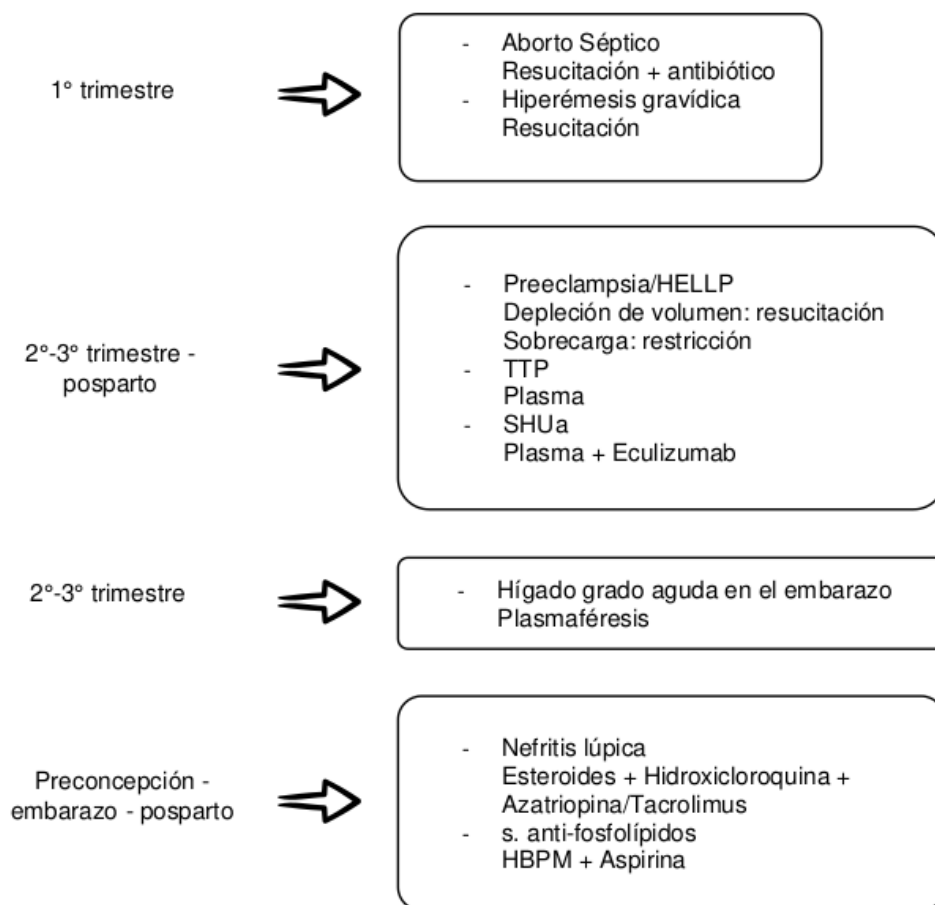 1° trimestre
- Aborto Séptico
Resucitación + antibiótico
- Hiperémesis gravídica
Resucitación
2°-3° trimestre -
posparto
- Preeclampsia/HELLP
Depleción de volumen: resucitación
Sobrecarga: restricción
- TTP
Plasma
- SHUa
Plasma + Eculizumab
2°-3° trimestre
- Hígado grado aguda en el embarazo
Plasmaféresis
Preconcepción -
embarazo - posparto
- Nefritis lúpica
Esteroides + Hidroxicloroquina +
Azatriopina/Tacrolimus
- s. anti-fosfolípidos
HBPM + Aspirina